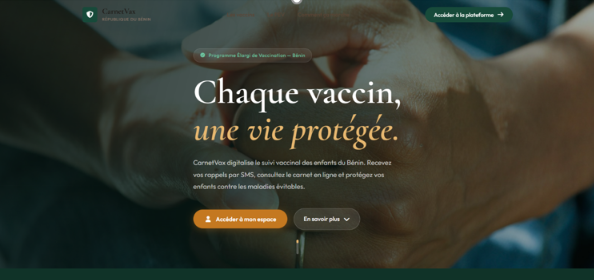 CarnetVax
RÉPUBLIQUE DU BÉNIN
Accéder à la plateforme
Programme Élargi de Vaccination — Bénin
Chaque vaccin,
une vie protégée.
CarnetVax digitalise le suivi vaccinal des enfants du Bénin. Recevez
vos rappels par SMS, consultez le carnet en ligne et protégez vos
enfants contre les maladies évitables.
Accéder à mon espace
En savoir plus